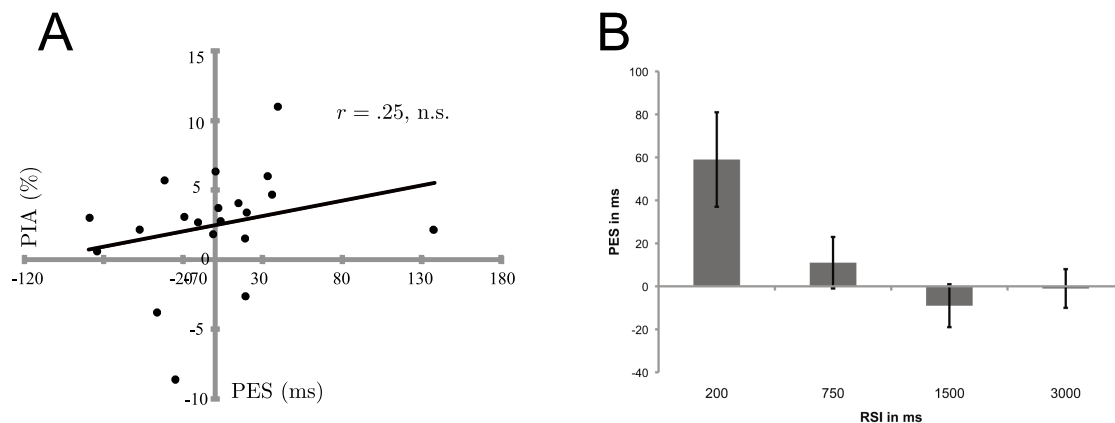 A
15
10
r = .25, n.s.
5
PIA (%)
0
-120 -70 -20 30 80 130 180
-5
-10 PES (ms)
B
100
80
60
40
20
0
-20
-40
PES in ms
200 750 1500 3000
RSI in ms